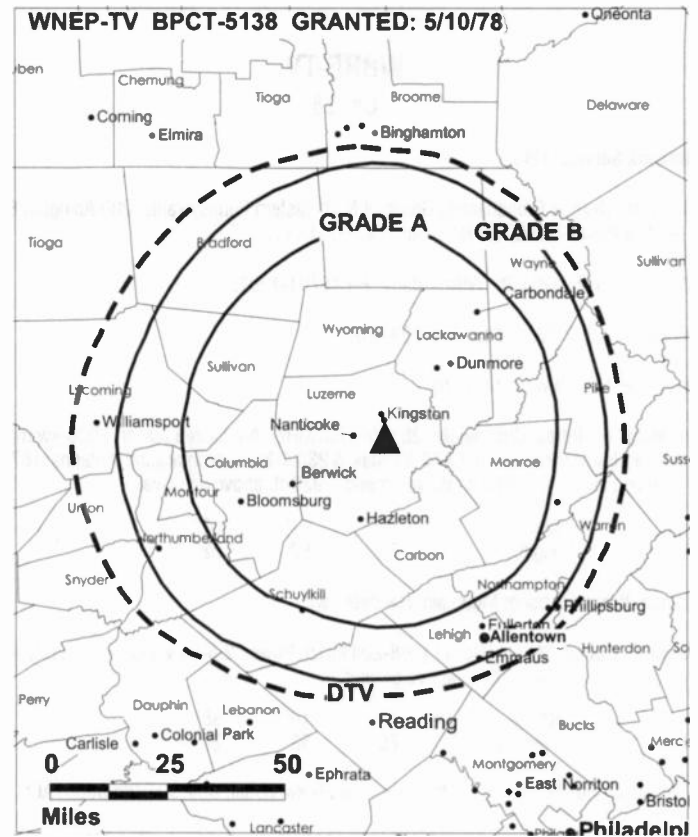 WNEP-TV BPCT-5138 GRANTED: 5/10/78
Oneonta
Chemung
Tioga
Broome
Delaware
Corning
Elmira
Binghamton
GRADE A
GRADE B
Tioga
Bradford
Wayne
Sullivan
Carbondale
Wyoming
Lackawanna
Sullivan
Dunmore
Lycoming
Luzerne
Pike
Williamsport
Kingston
Nanticoke
Columbia
Berwick
Monroe
Montour
Bloomsburg
Union
Hazleton
Warren
Northumberland
Carbon
Snyder
Northampton
Schuylkill
Phillipsburg
Fullerton
Lehigh
Allentown
Hunterdon
Emmaus
DTV
Perry
Dauphin
Lebanon
Reading
Bucks
Carlisle
Colonial Park
Montgomery
0 25 50
Ephrata
East Norriton
Miles
Lancaster